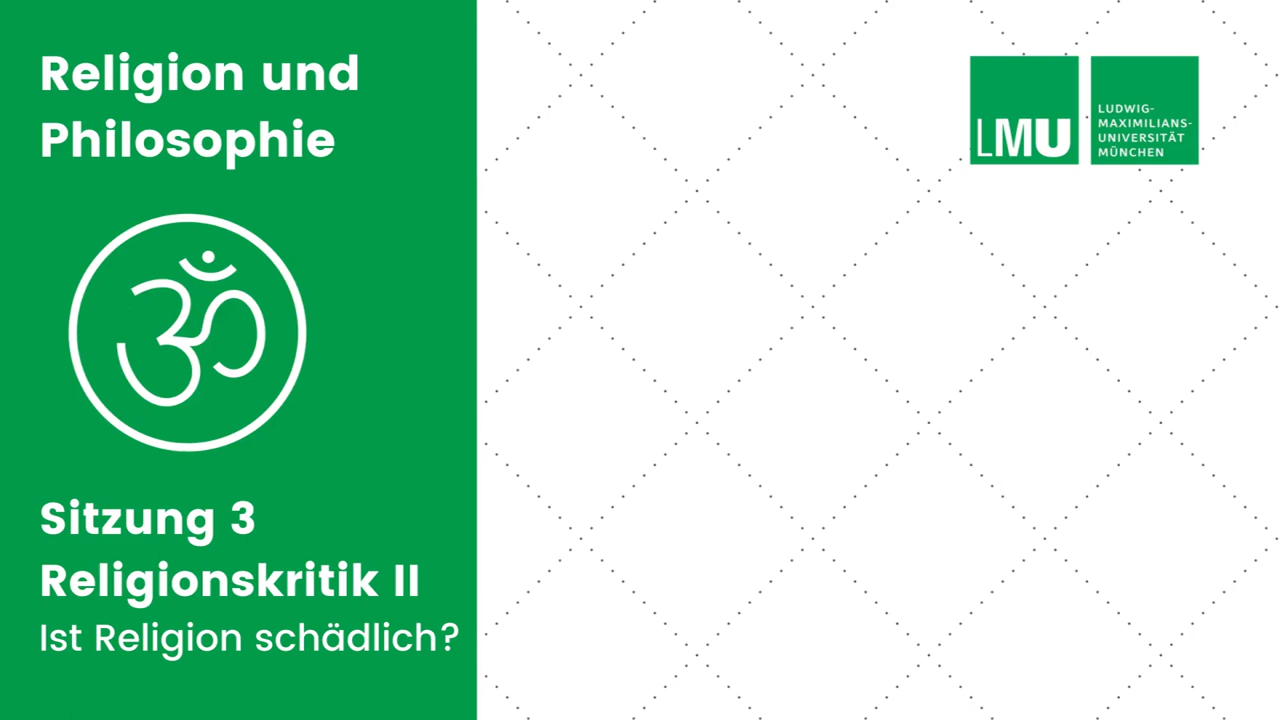 Religion und
Philosophie
ॐ
Sitzung 3
Religionskritik II
Ist Religion schädlich?
LMU
LUDWIG-
MAXIMILIANS-
UNIVERSITÄT
MÜNCHEN